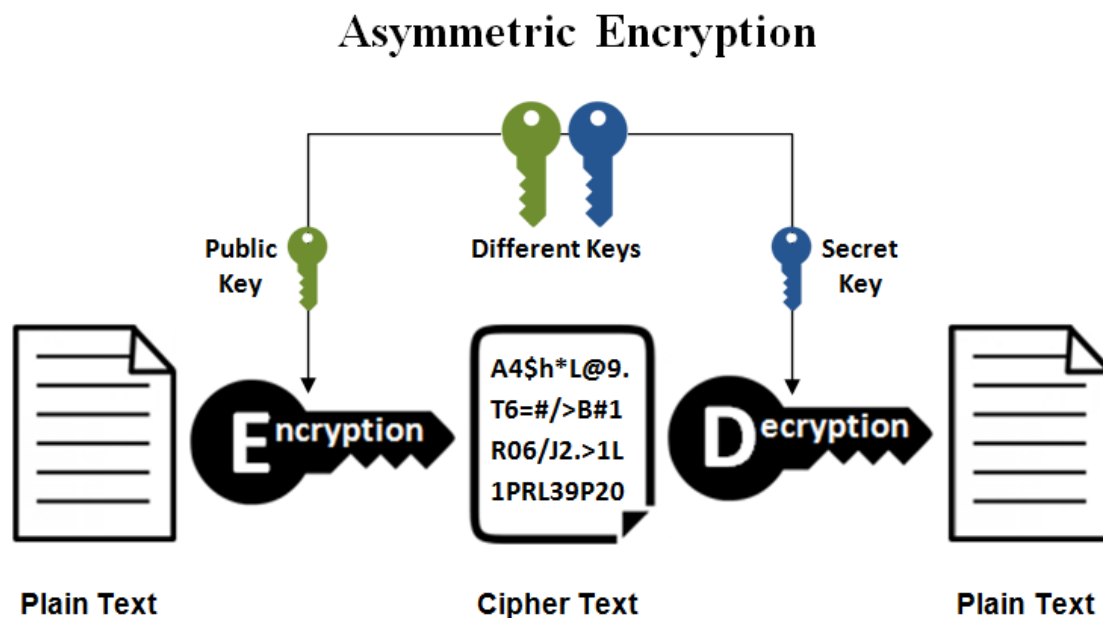 Asymmetric Encryption
Public
Key
Different Keys
Secret
Key
A4$h*L@9.
T6=#/>B#1
R06/J2.>1L
1PRL39P20
Encryption
Decryption
Plain Text
Cipher Text
Plain Text